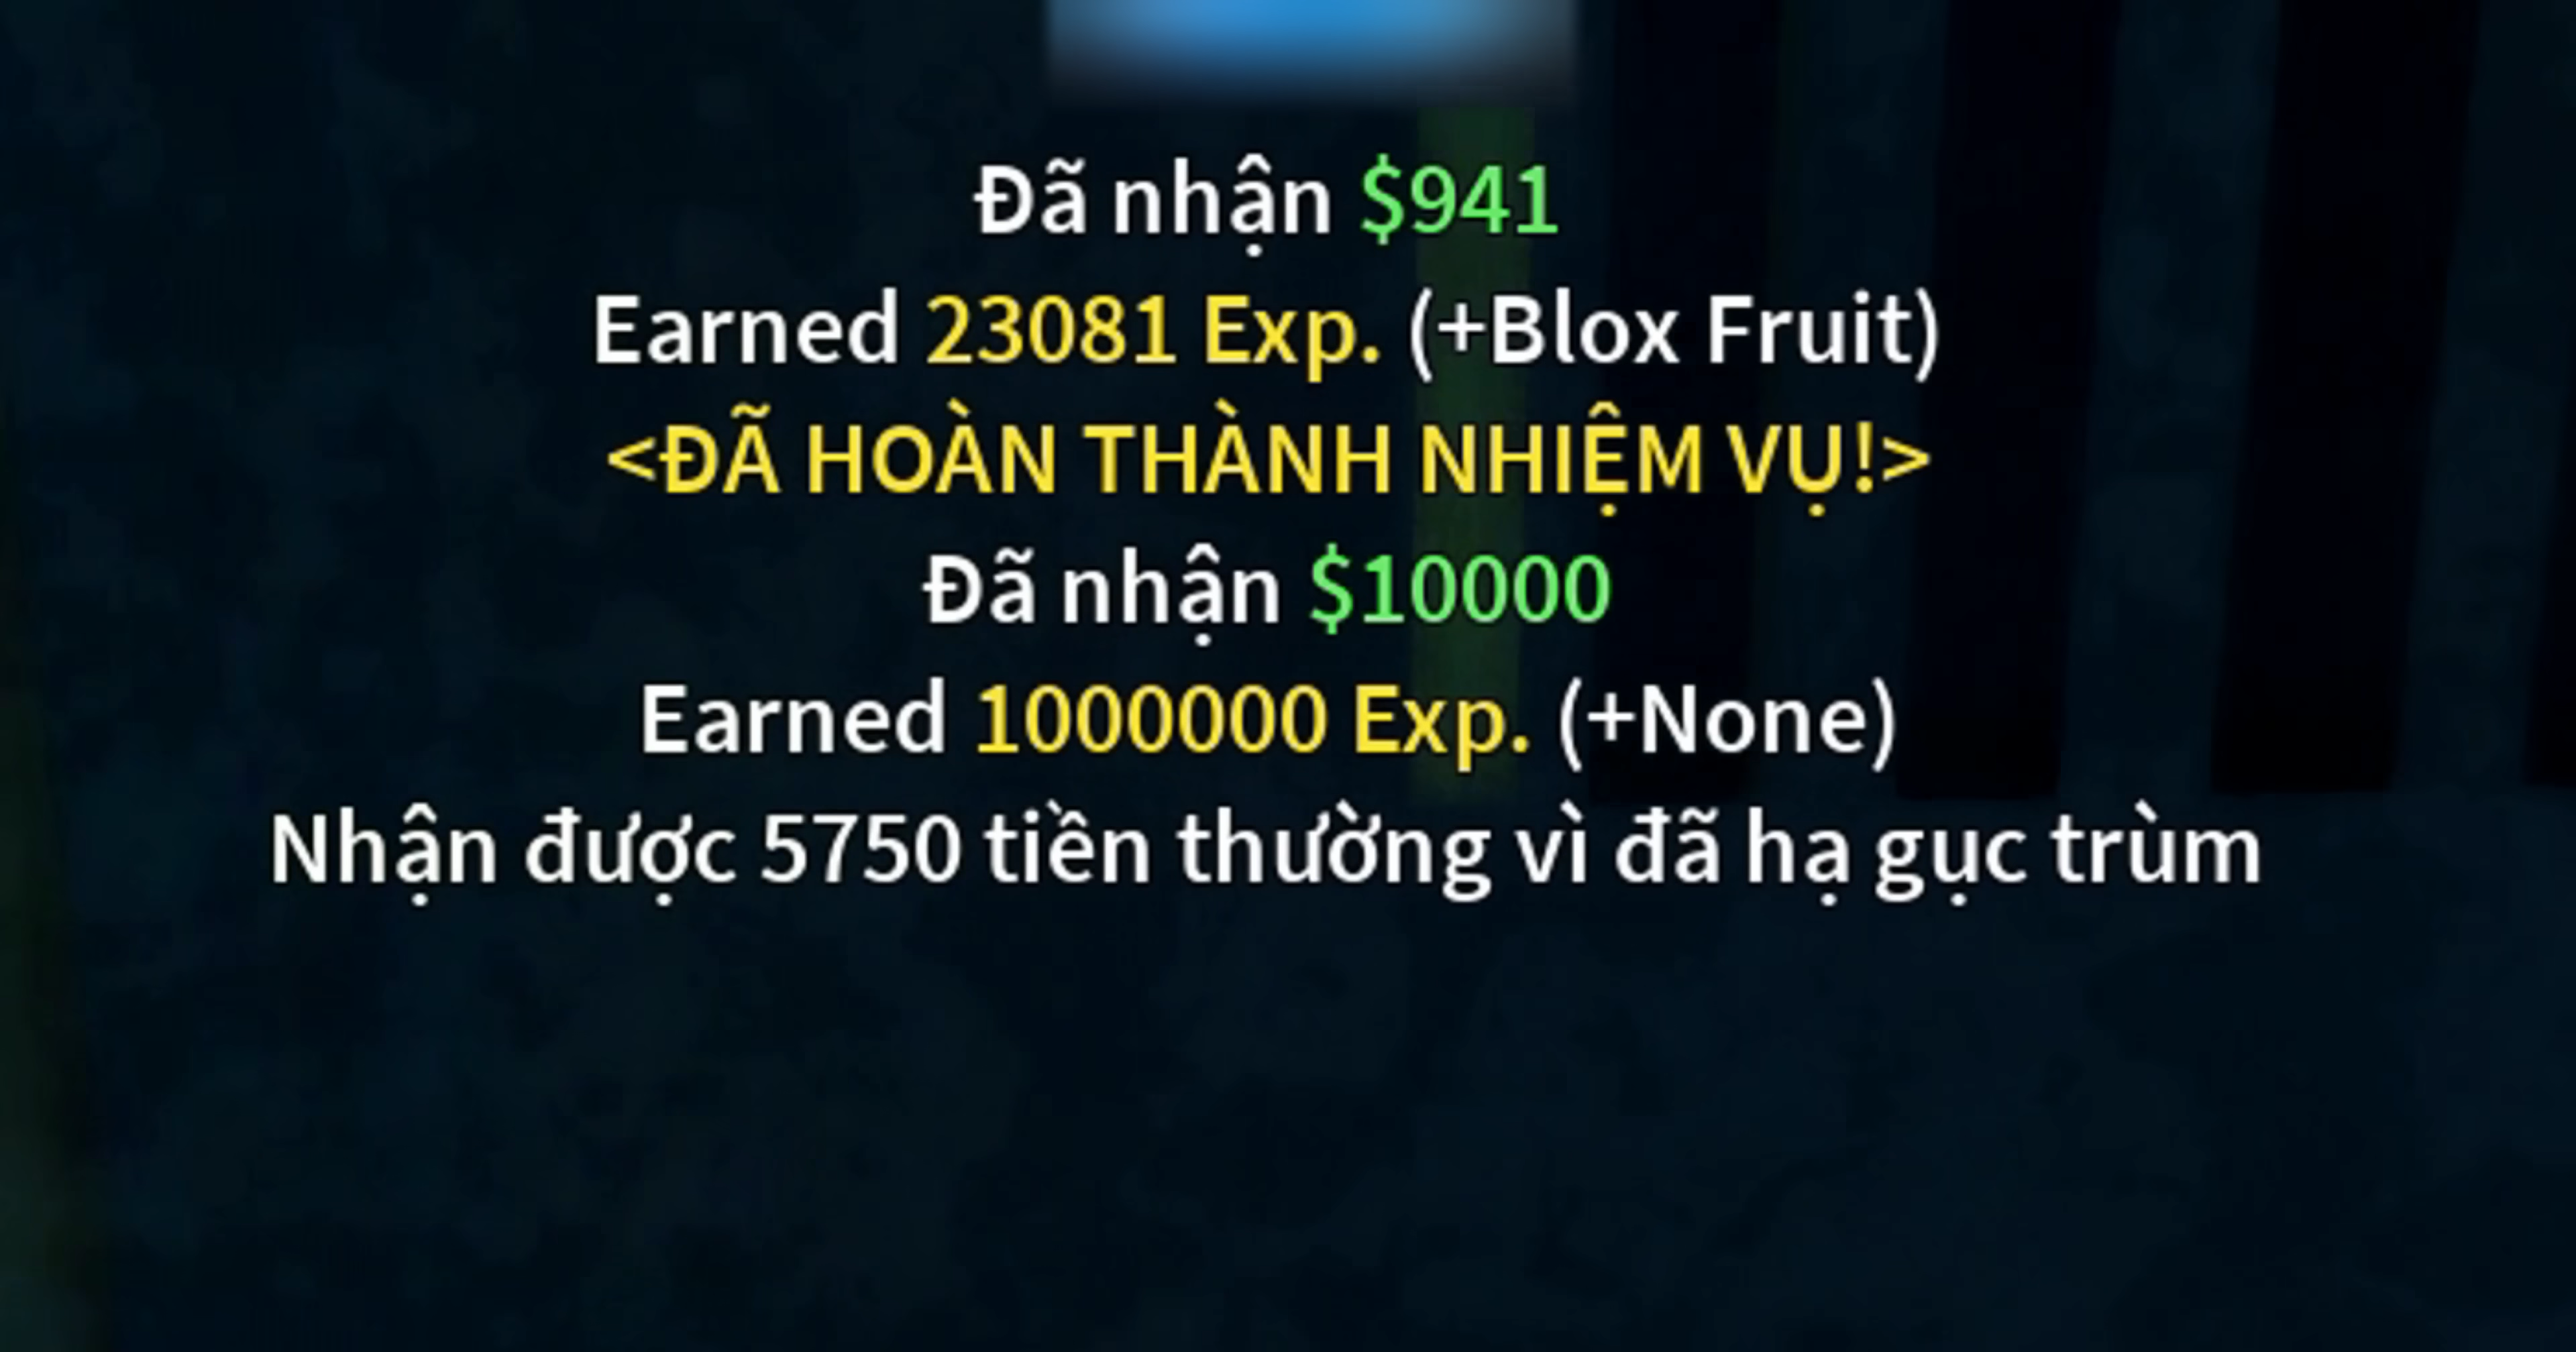 Đã nhận $941
Earned 23081 Exp. (+Blox Fruit)
<ĐÃ HOÀN THÀNH NHIỆM VỤ!>
Đã nhận $10000
Earned 1000000 Exp. (+None)
Nhận được 5750 tiền thường vì đã hạ gục trùm